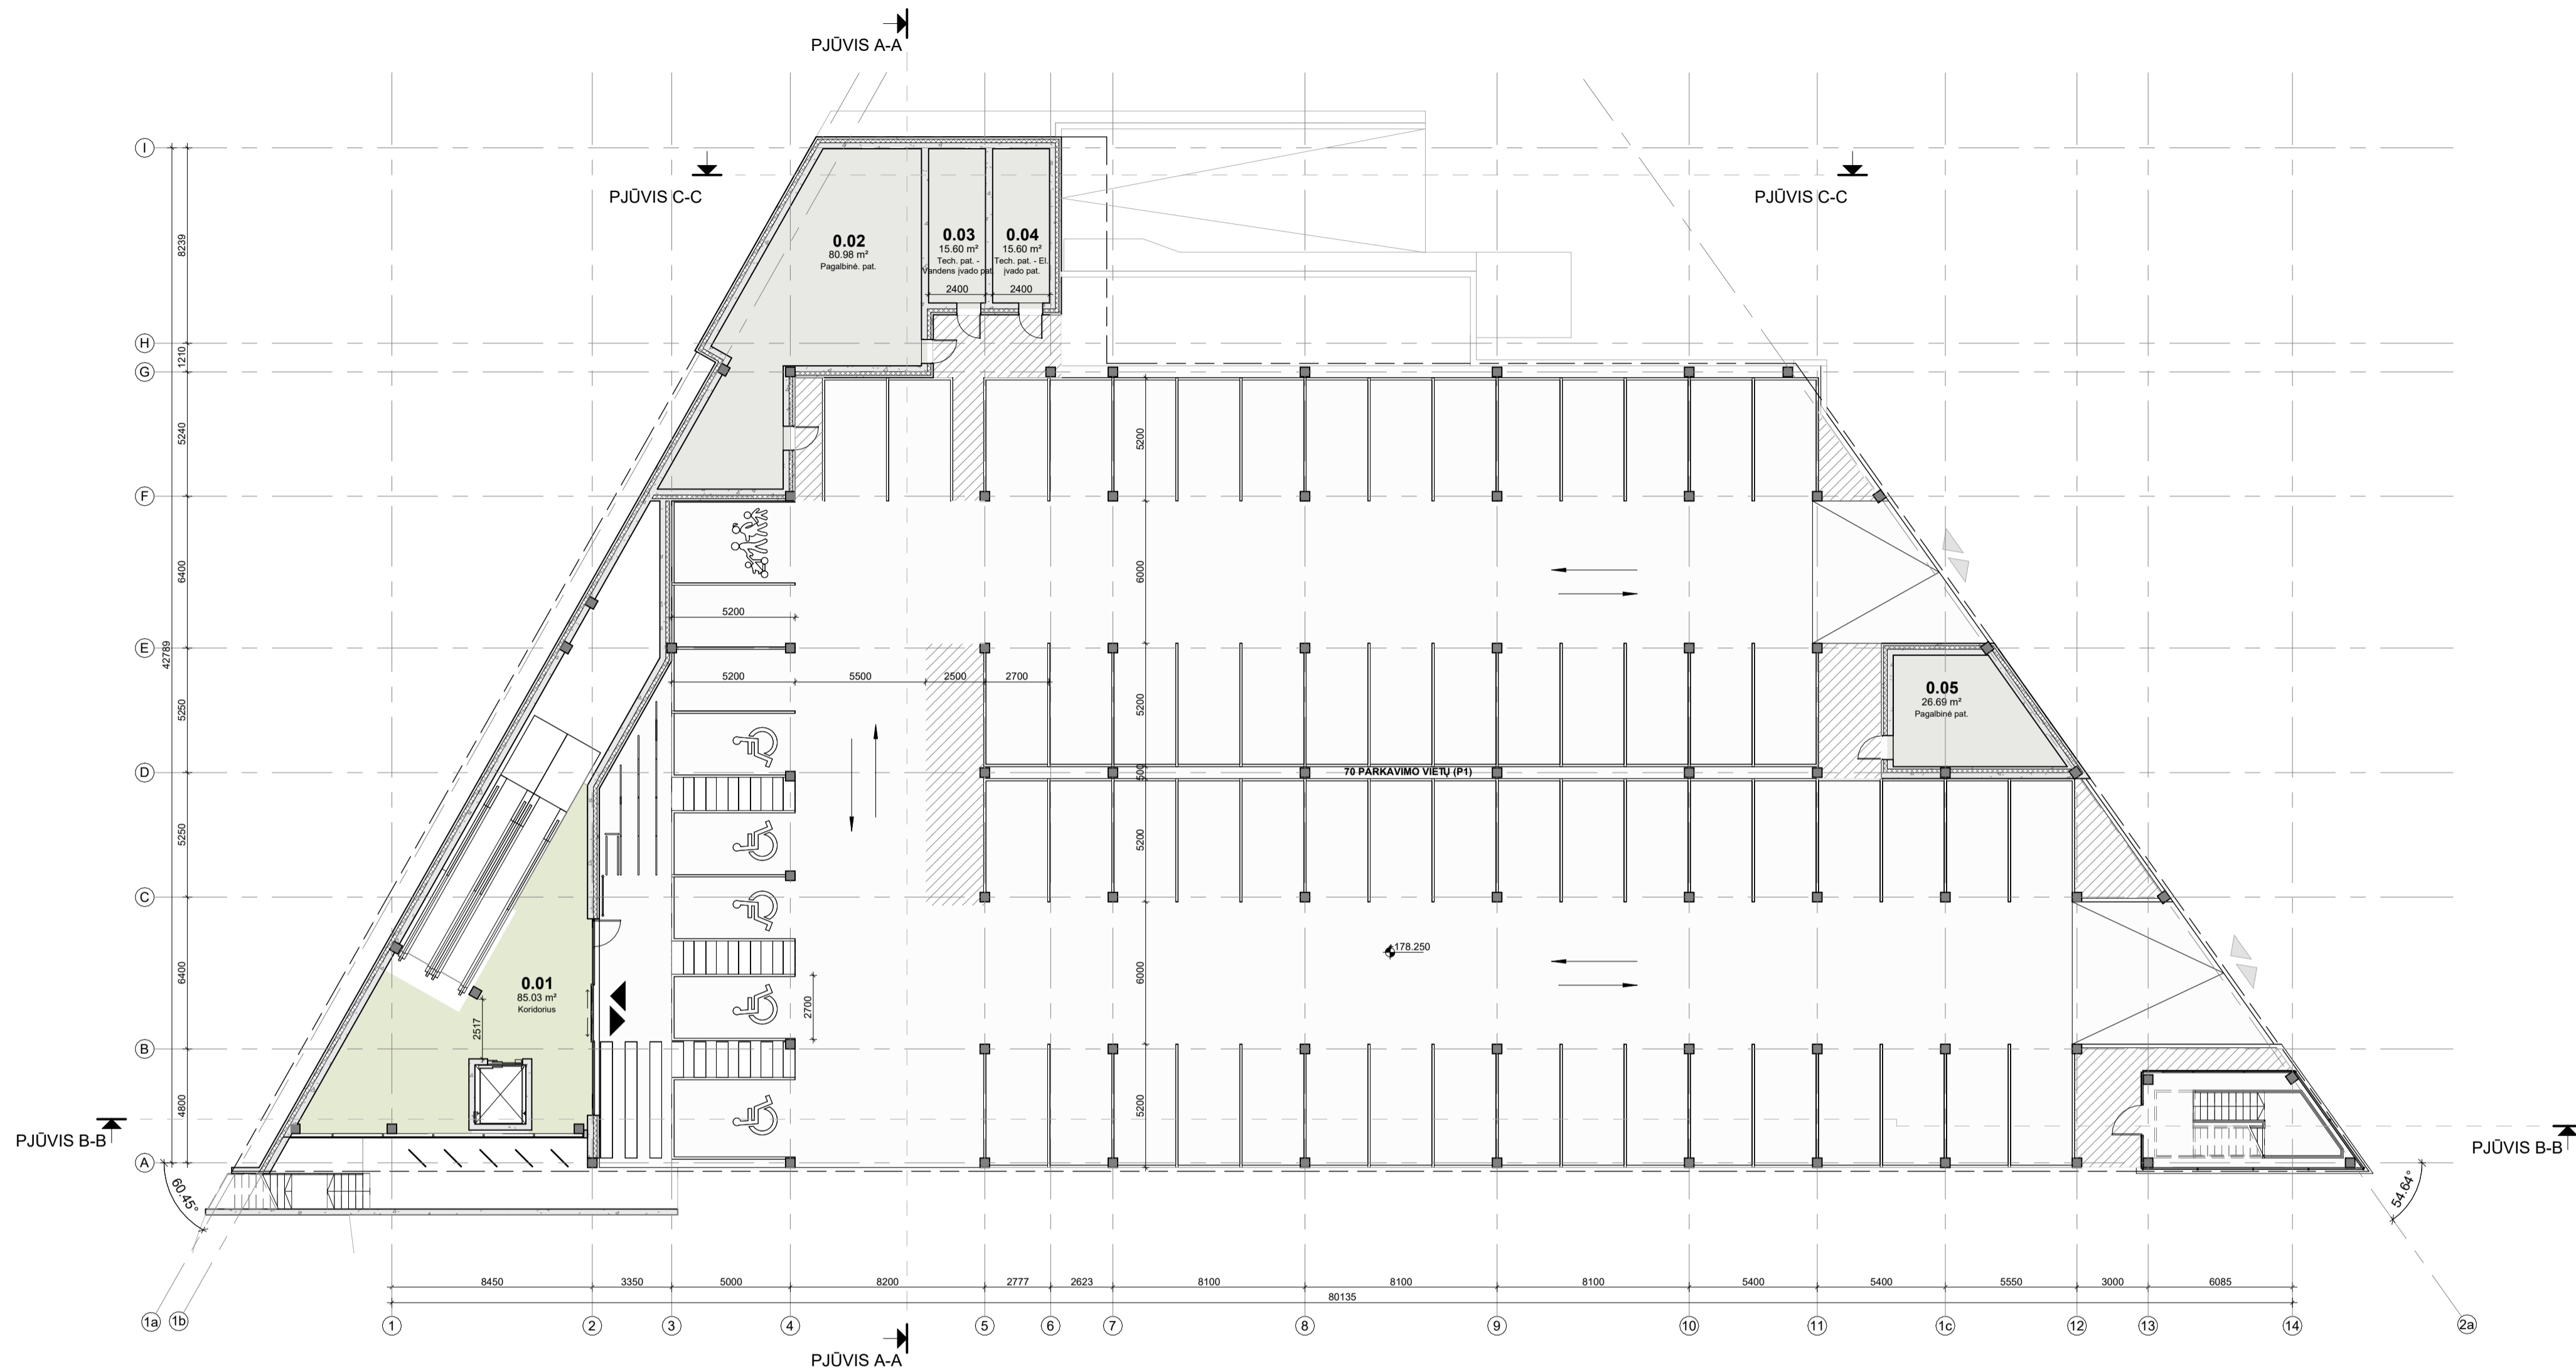 PJŪVIS A-A
I
PJŪVIS C-C
PJŪVIS C-C
8239
0.02
80.98 m²
Pagalbinė. pat.
0.03
15.60 m²
Tech. pat. -
Vandens įvado pat.
2400
0.04
15.60 m²
Tech. pat. - El.
įvado pat.
2400
H
1210
G
5240
5200
F
6400
6000
5200
E
42789
5200
5500
2500
2700
5250
5200
0.05
26.69 m²
Pagalbinė pat.
D
500
70 PARKAVIMO VIETŲ (P1)
5250
5200
C
+178.250
6400
6000
0.01
85.03 m²
Koridorius
2517
2700
B
4800
5200
PJŪVIS B-B
PJŪVIS B-B
A
60.45°
54.64°
8450
3350
5000
8200
2777
2623
8100
8100
8100
5400
5400
5550
3000
6085
80135
1a
1b
1
2
3
4
5
6
7
8
9
10
11
1c
12
13
14
2a
PJŪVIS A-A